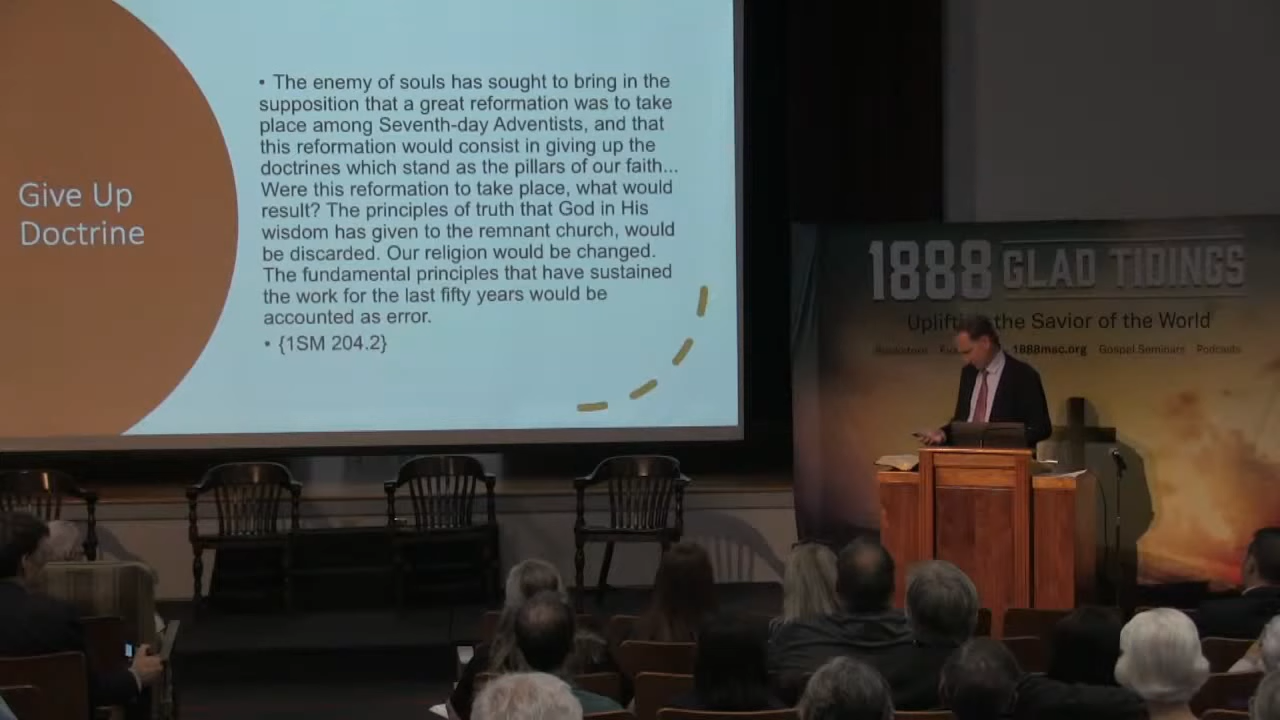 Give Up
Doctrine
• The enemy of souls has sought to bring in the
supposition that a great reformation was to take
place among Seventh-day Adventists, and that
this reformation would consist in giving up the
doctrines which stand as the pillars of our faith...
Were this reformation to take place, what would
result? The principles of truth that God in His
wisdom has given to the remnant church, would
be discarded. Our religion would be changed.
The fundamental principles that have sustained
the work for the last fifty years would be
accounted as error.
• {1SM 204.2}
1888 GLAD TIDINGS
the Savior of the World
1888msc.org Gospel Seminars Podcasts